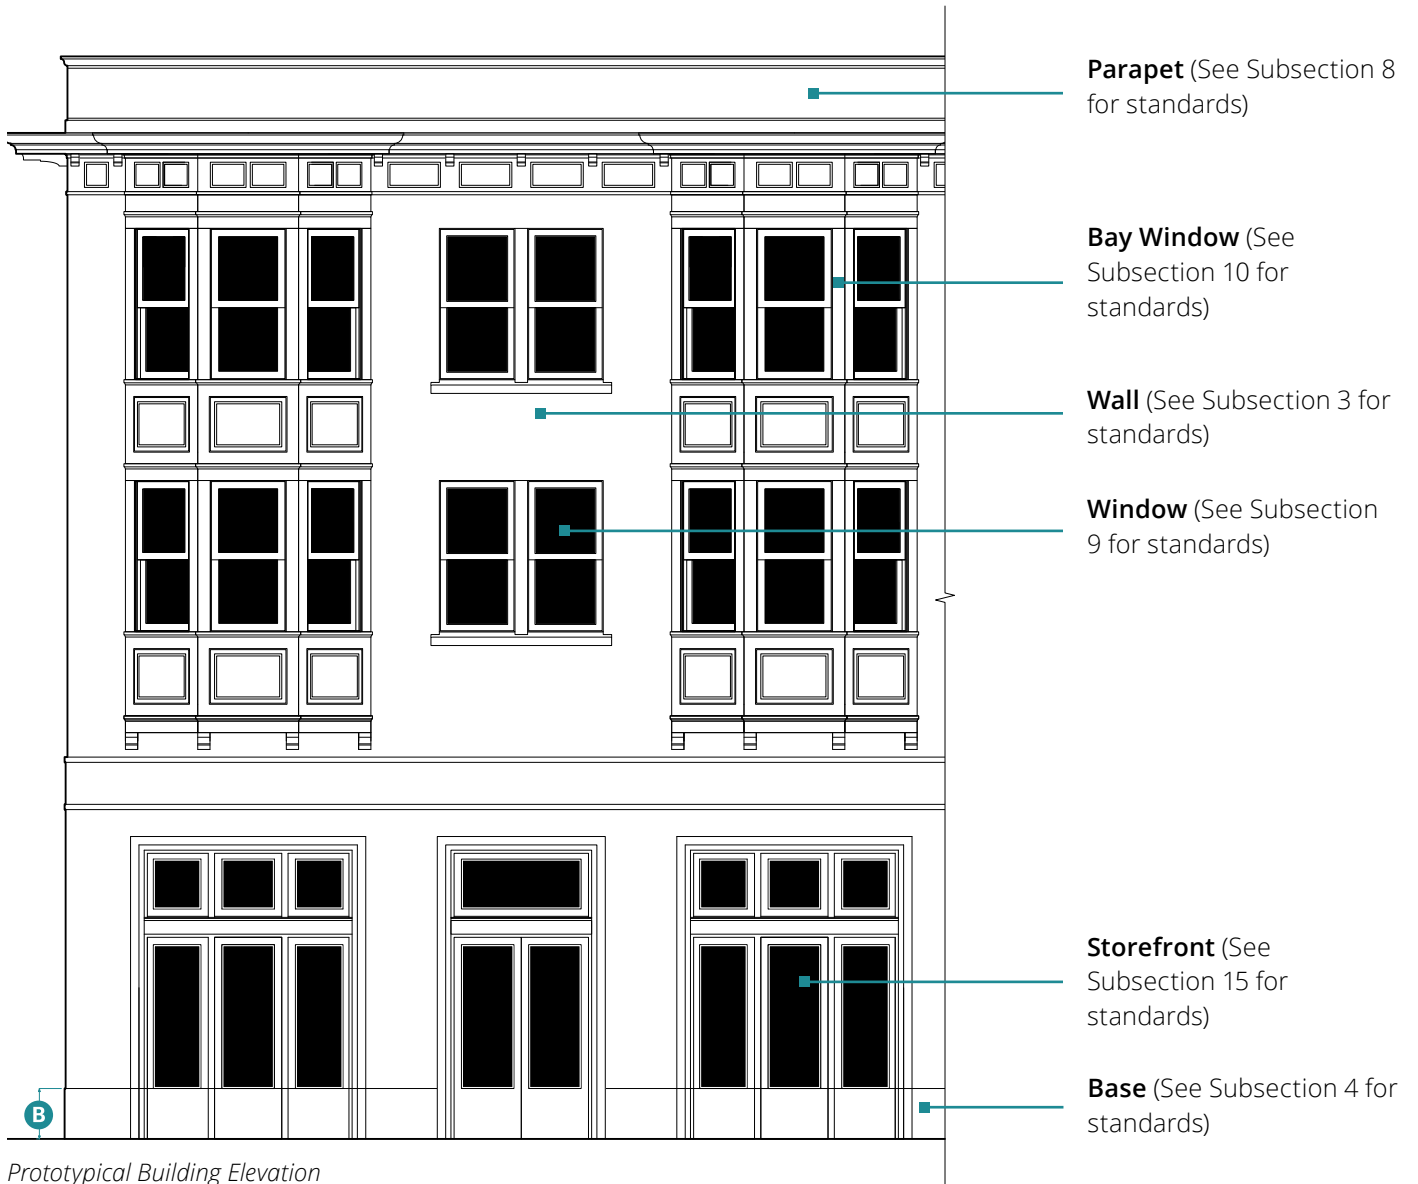 Parapet (See Subsection 8
for standards)
Bay Window (See
Subsection 10 for
standards)
Wall (See Subsection 3 for
standards)
Window (See Subsection
9 for standards)
Storefront (See
Subsection 15 for
standards)
Base (See Subsection 4 for
standards)
B
Prototypical Building Elevation